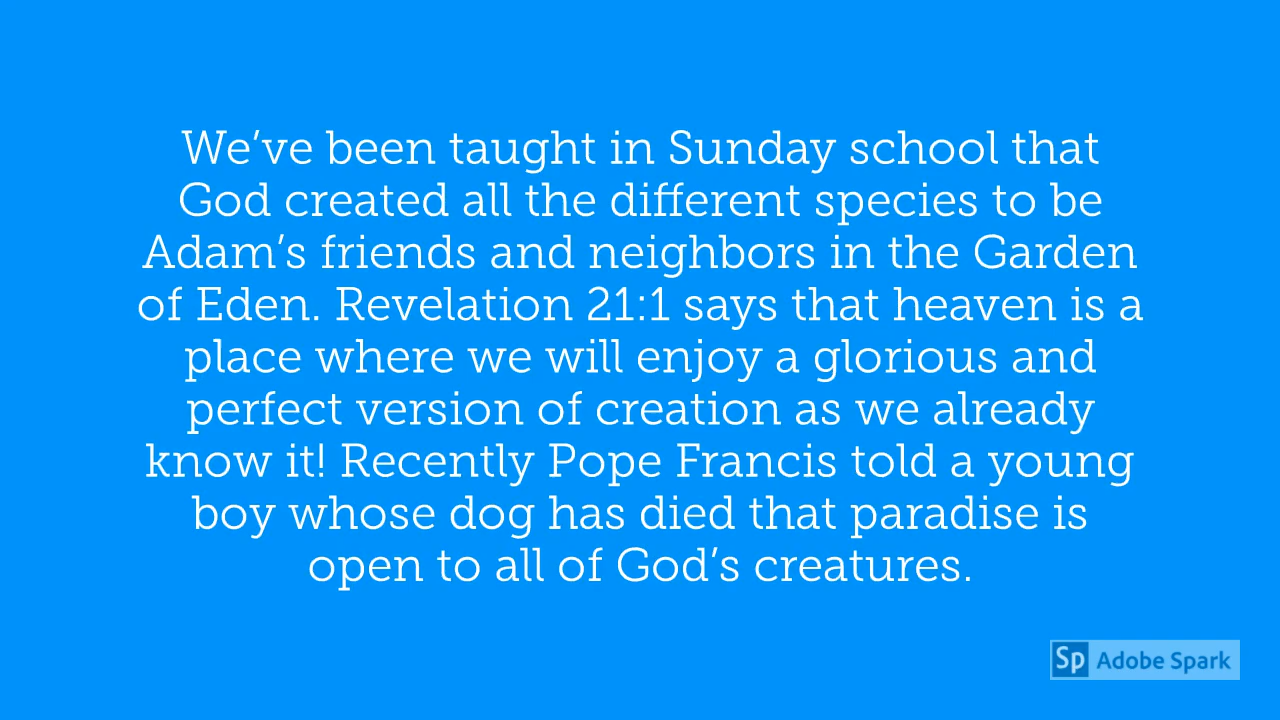 We’ve been taught in Sunday school that
God created all the different species to be
Adam’s friends and neighbors in the Garden
of Eden. Revelation 21:1 says that heaven is a
place where we will enjoy a glorious and
perfect version of creation as we already
know it! Recently Pope Francis told a young
boy whose dog has died that paradise is
open to all of God’s creatures.
Sp Adobe Spark